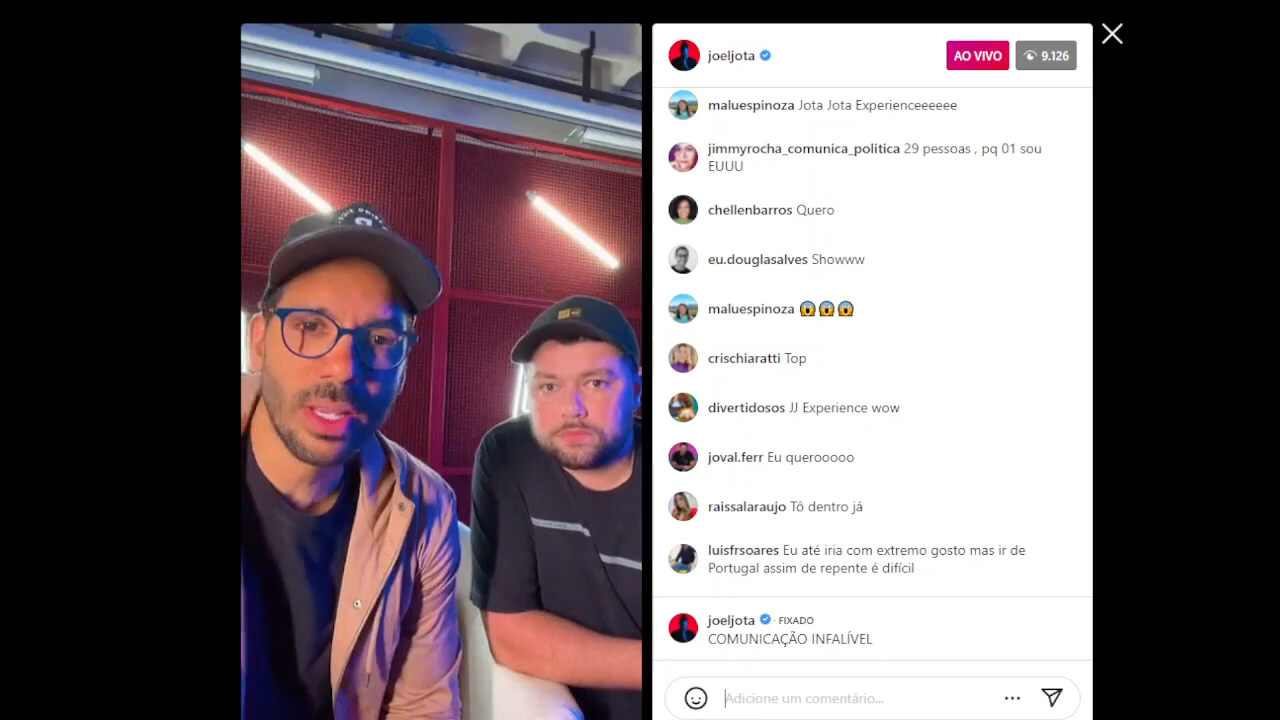 joeljota
AO VIVO
9.126
maluespinoza Jota Jota Experienceeeeee
jimmyrocha_comunica_politica 29 pessoas , pq 01 sou
EUUU
chellenbarros Quero
eu.douglasalves Showww
maluespinoza 😱😱😱
crischiaratti Top
divertidosos JJ Experience wow
joval.ferr Eu querooooo
raissalaraujo Tô dentro já
luisfrsoares Eu até iria com extremo gosto mas ir de
Portugal assim de repente é difícil
joeljota · FIXADO
COMUNICAÇÃO INFALÍVEL
Adicione um comentário...